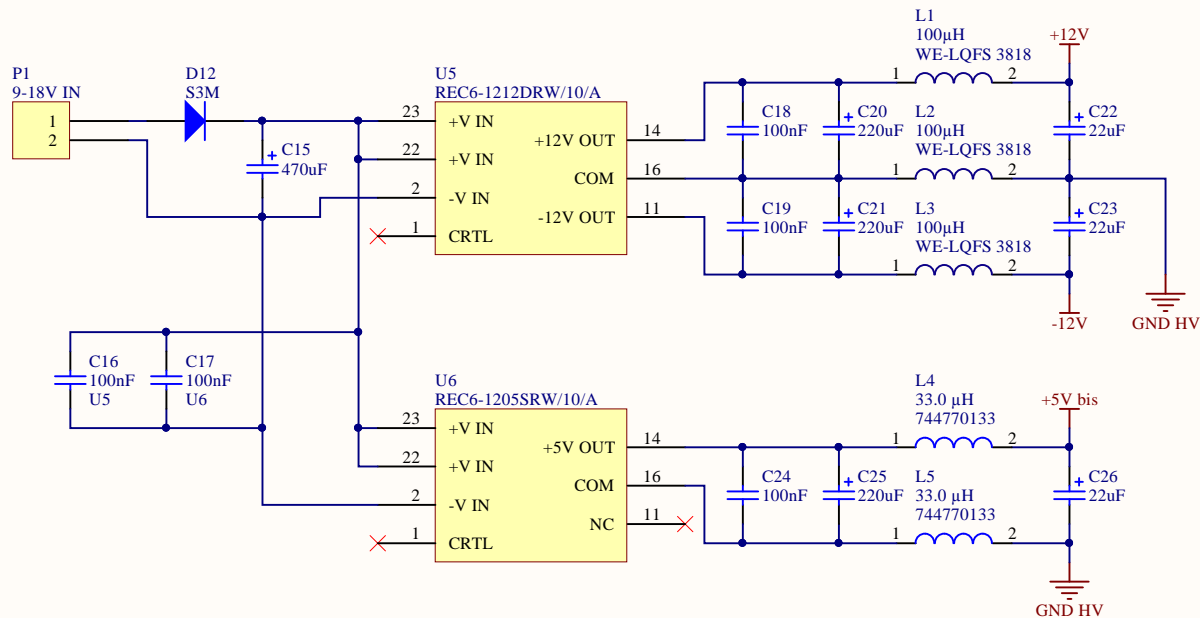 P1
9-18V IN
1
2
D12
S3M
C15
470uF
U5
REC6-1212DRW/10/A
23
+V IN
22
+V IN
2
-V IN
1
CRTL
+12V OUT
14
COM
16
-12V OUT
11
C18
100nF
C20
220uF
C19
100nF
C21
220uF
L1
100µH
WE-LQFS 3818
1
2
L2
100µH
WE-LQFS 3818
1
2
L3
100µH
WE-LQFS 3818
1
2
+12V
C22
22uF
C23
22uF
-12V
GND HV
C16
100nF
U5
C17
100nF
U6
U6
REC6-1205SRW/10/A
23
+V IN
22
+V IN
2
-V IN
1
CRTL
+5V OUT
14
COM
16
NC
11
C24
100nF
C25
220uF
L4
33.0 µH
744770133
1
2
L5
33.0 µH
744770133
1
2
+5V bis
C26
22uF
GND HV